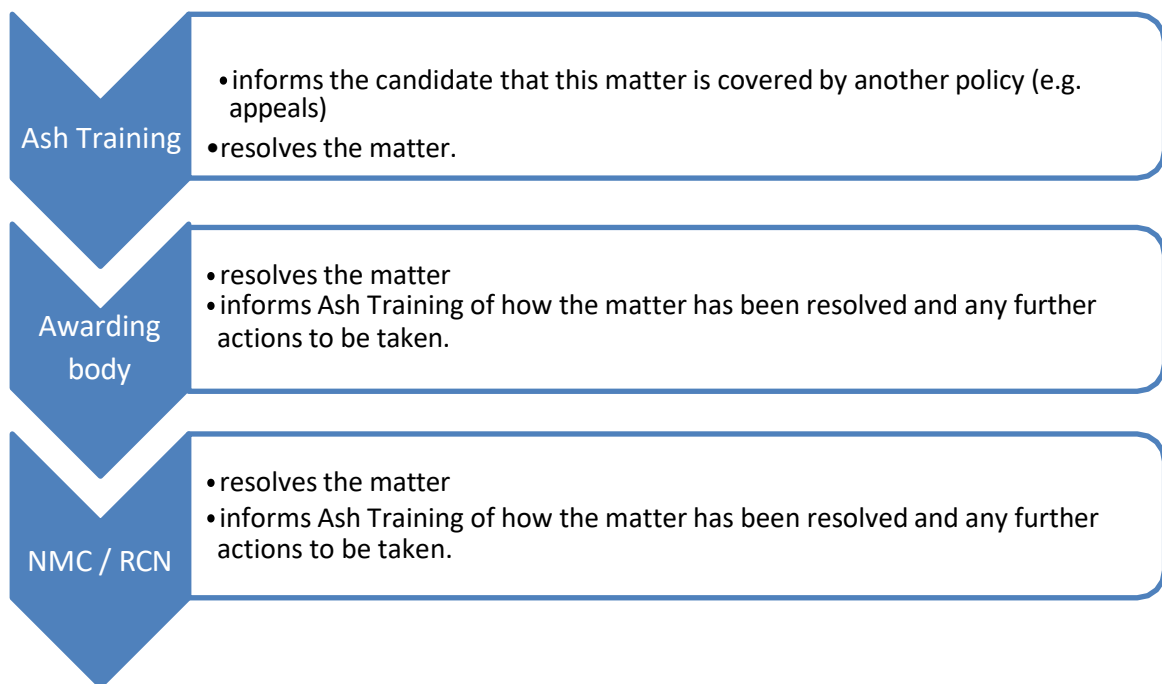 Ash Training
•informs the candidate that this matter is covered by another policy (e.g.
appeals)
•resolves the matter.
Awarding
body
•resolves the matter
•informs Ash Training of how the matter has been resolved and any further
actions to be taken.
NMC / RCN
•resolves the matter
•informs Ash Training of how the matter has been resolved and any further
actions to be taken.